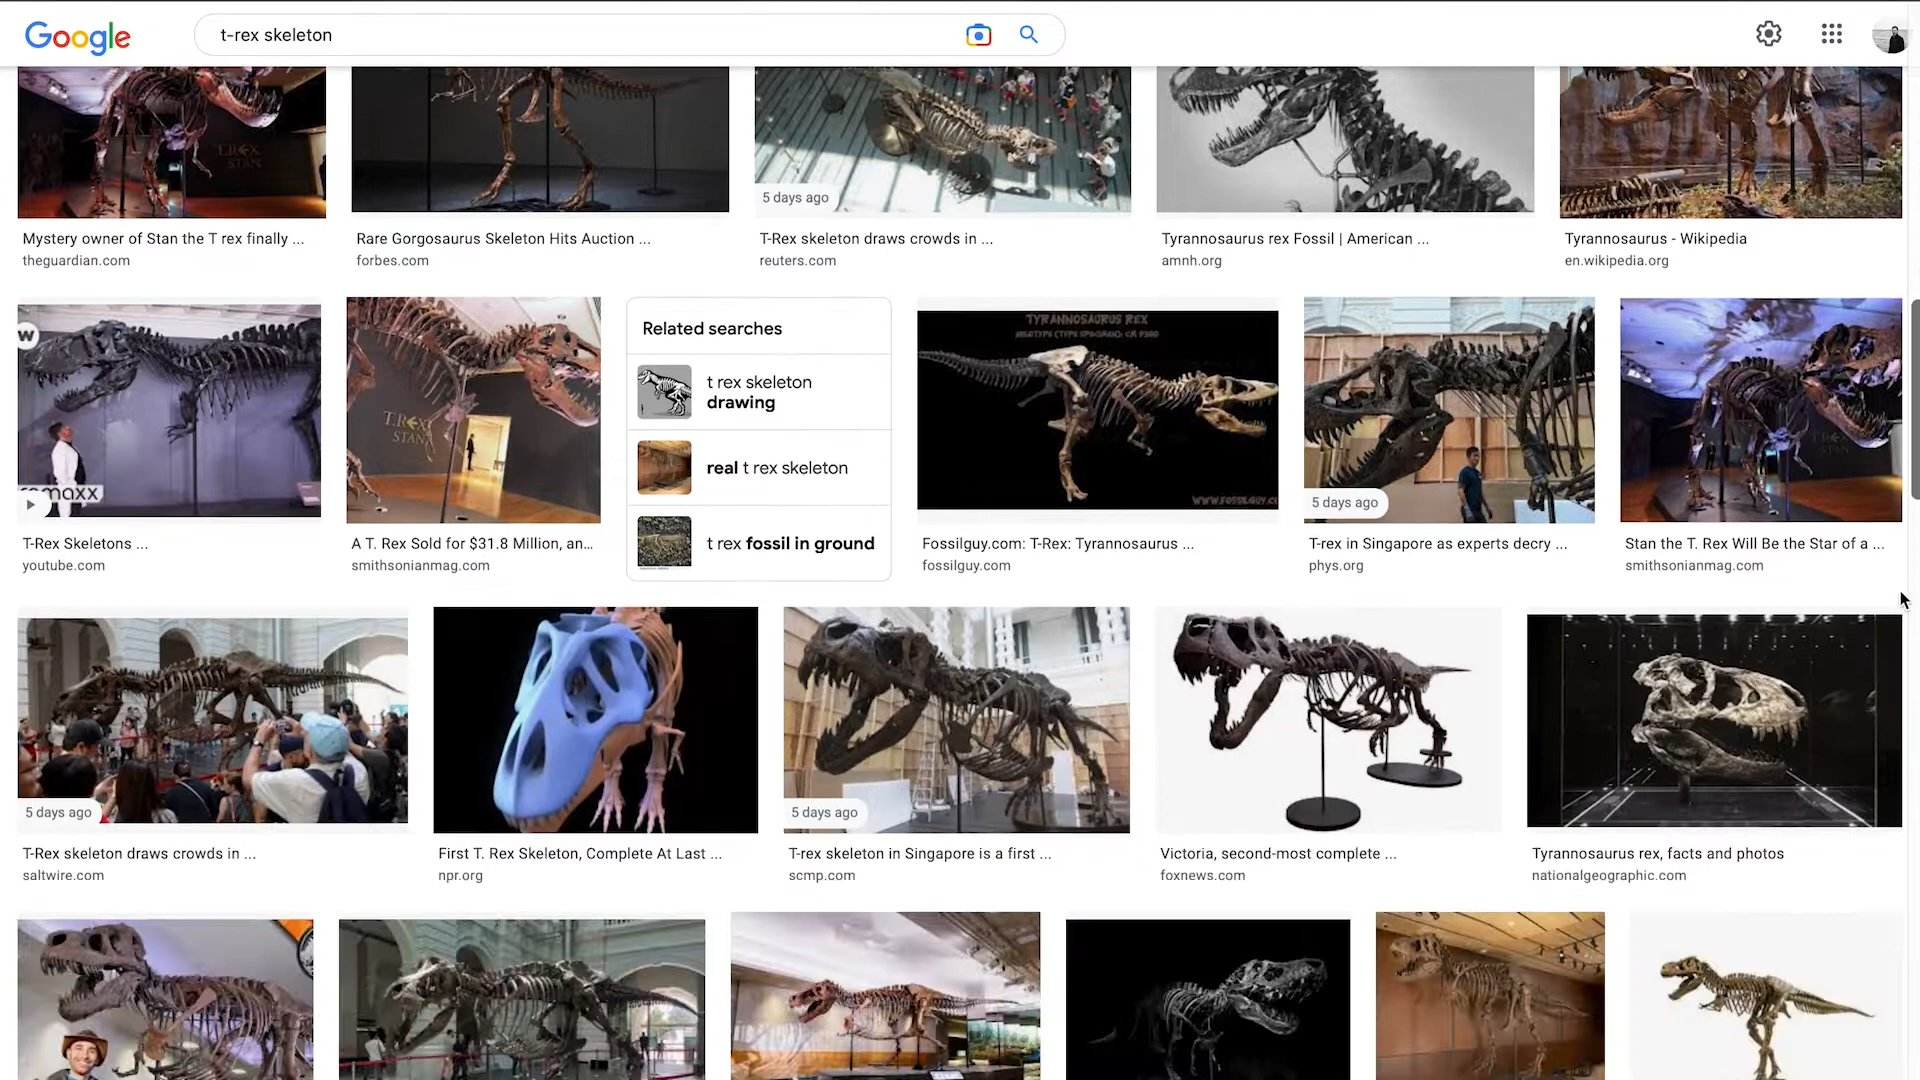 Google
t-rex skeleton
T.REX
STAN
5 days ago
Mystery owner of Stan the T rex finally ...
theguardian.com
Rare Gorgosaurus Skeleton Hits Auction ...
forbes.com
T-Rex skeleton draws crowds in ...
reuters.com
Tyrannosaurus rex Fossil | American ...
amnh.org
Tyrannosaurus - Wikipedia
en.wikipedia.org
W
T.REX
STAN
Related searches
t rex skeleton
drawing
real t rex skeleton
t rex fossil in ground
TYRANNOSAURUS REX
5 days ago
T-Rex Skeletons ...
youtube.com
A T. Rex Sold for $31.8 Million, an...
smithsonianmag.com
Fossilguy.com: T-Rex: Tyrannosaurus ...
fossilguy.com
T-rex in Singapore as experts decry ...
phys.org
Stan the T. Rex Will Be the Star of a ...
smithsonianmag.com
5 days ago
5 days ago
T-Rex skeleton draws crowds in ...
saltwire.com
First T. Rex Skeleton, Complete At Last ...
npr.org
T-rex skeleton in Singapore is a first ...
scmp.com
Victoria, second-most complete ...
foxnews.com
Tyrannosaurus rex, facts and photos
nationalgeographic.com